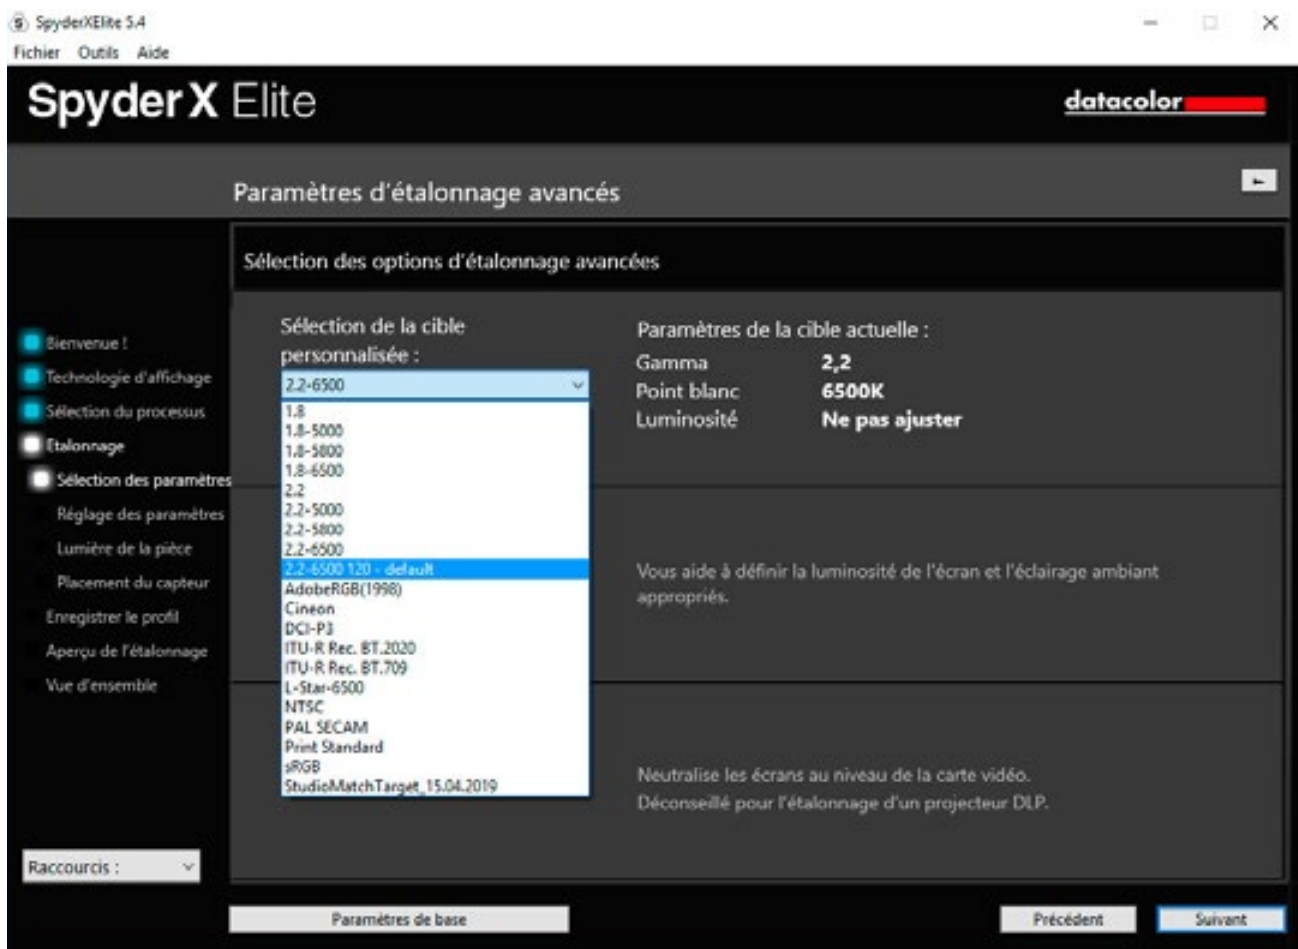 SpyderXElite 5.4
Fichier Outils Aide
SpyderX Elite
datacolor
Paramètres d'étalonnage avancés
Sélection des options d'étalonnage avancées
Bienvenue !
Technologie d'affichage
Sélection du processus
Etalonnage
Sélection des paramètres
Réglage des paramètres
Lumière de la pièce
Placement du capteur
Enregistrer le profil
Aperçu de l'étalonnage
Vue d'ensemble
Raccourcis :
Sélection de la cible
personnalisée :
2.2-6500
1.8
1.8-5000
1.8-5800
1.8-6500
2.2
2.2-5000
2.2-5800
2.2-6500
2.2-6500 120 - default
AdobeRGB(1998)
Cineon
DCI-P3
ITU-R Rec. BT.2020
ITU-R Rec. BT.709
L-Star-6500
NTSC
PAL SECAM
Print Standard
sRGB
StudioMatchTarget_15.04.2019
Paramètres de la cible actuelle :
Gamma 2,2
Point blanc 6500K
Luminosité Ne pas ajuster
Vous aide à définir la luminosité de l'écran et l'éclairage ambiant
appropriés.
Neutralise les écrans au niveau de la carte vidéo.
Déconseillé pour l'étalonnage d'un projecteur DLP.
Paramètres de base
Précédent
Suivant